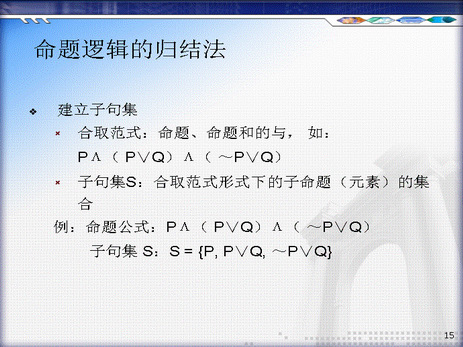 命题逻辑的归结法
建立子句集
合取范式：命题、命题和的与， 如：
P∧（ P∨Q）∧（ ～P∨Q）
子句集S：合取范式形式下的子命题（元素）的集
合
例：命题公式：P∧（ P∨Q）∧（ ～P∨Q）
子句集 S：S = {P, P∨Q, ～P∨Q}
15